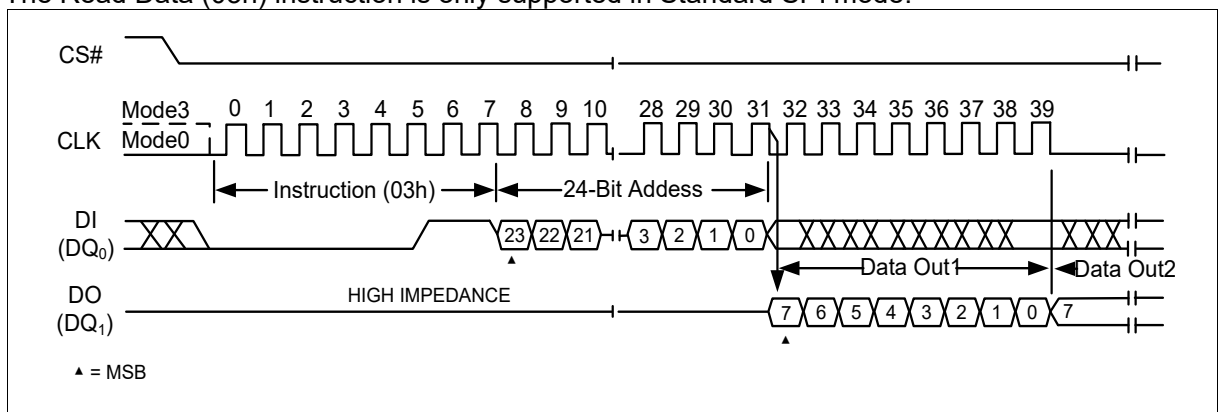 The Read Data (03h) instruction is only supported in Standard SPI mode.
CS#
Mode3 0 1 2 3 4 5 6 7 8 9 10 28 29 30 31 32 33 34 35 36 37 38 39
CLK Mode0
Instruction (03h) 24-Bit Addess
DI
(DQ0) 23 22 21 3 2 1 0
Data Out1 Data Out2
DO HIGH IMPEDANCE
(DQ1) 7 6 5 4 3 2 1 0 7
▲ = MSB